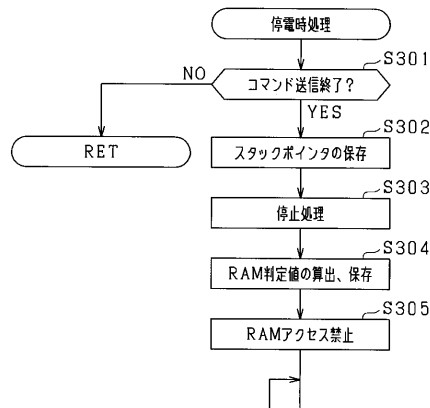 停電時処理
S301
コマンド送信終了?
NO
YES
RET
S302
スタックポインタの保存
S303
停止処理
S304
RAM判定値の算出、保存
S305
RAMアクセス禁止